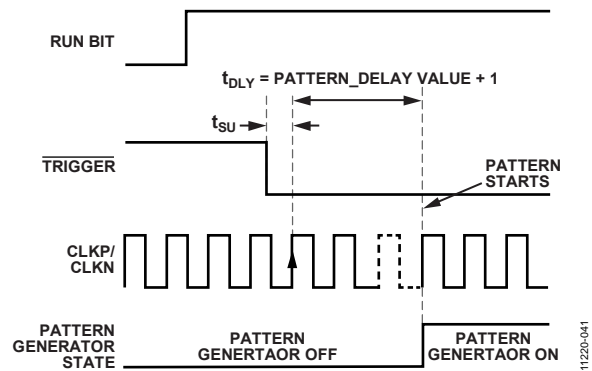 RUN BIT
tDLY = PATTERN_DELAY VALUE + 1
tSU
TRIGGER
PATTERN
STARTS
CLKP/
CLKN
PATTERN
GENERATOR
STATE
PATTERN
GENERTAOR OFF
PATTERN
GENERTAOR ON
11220-041